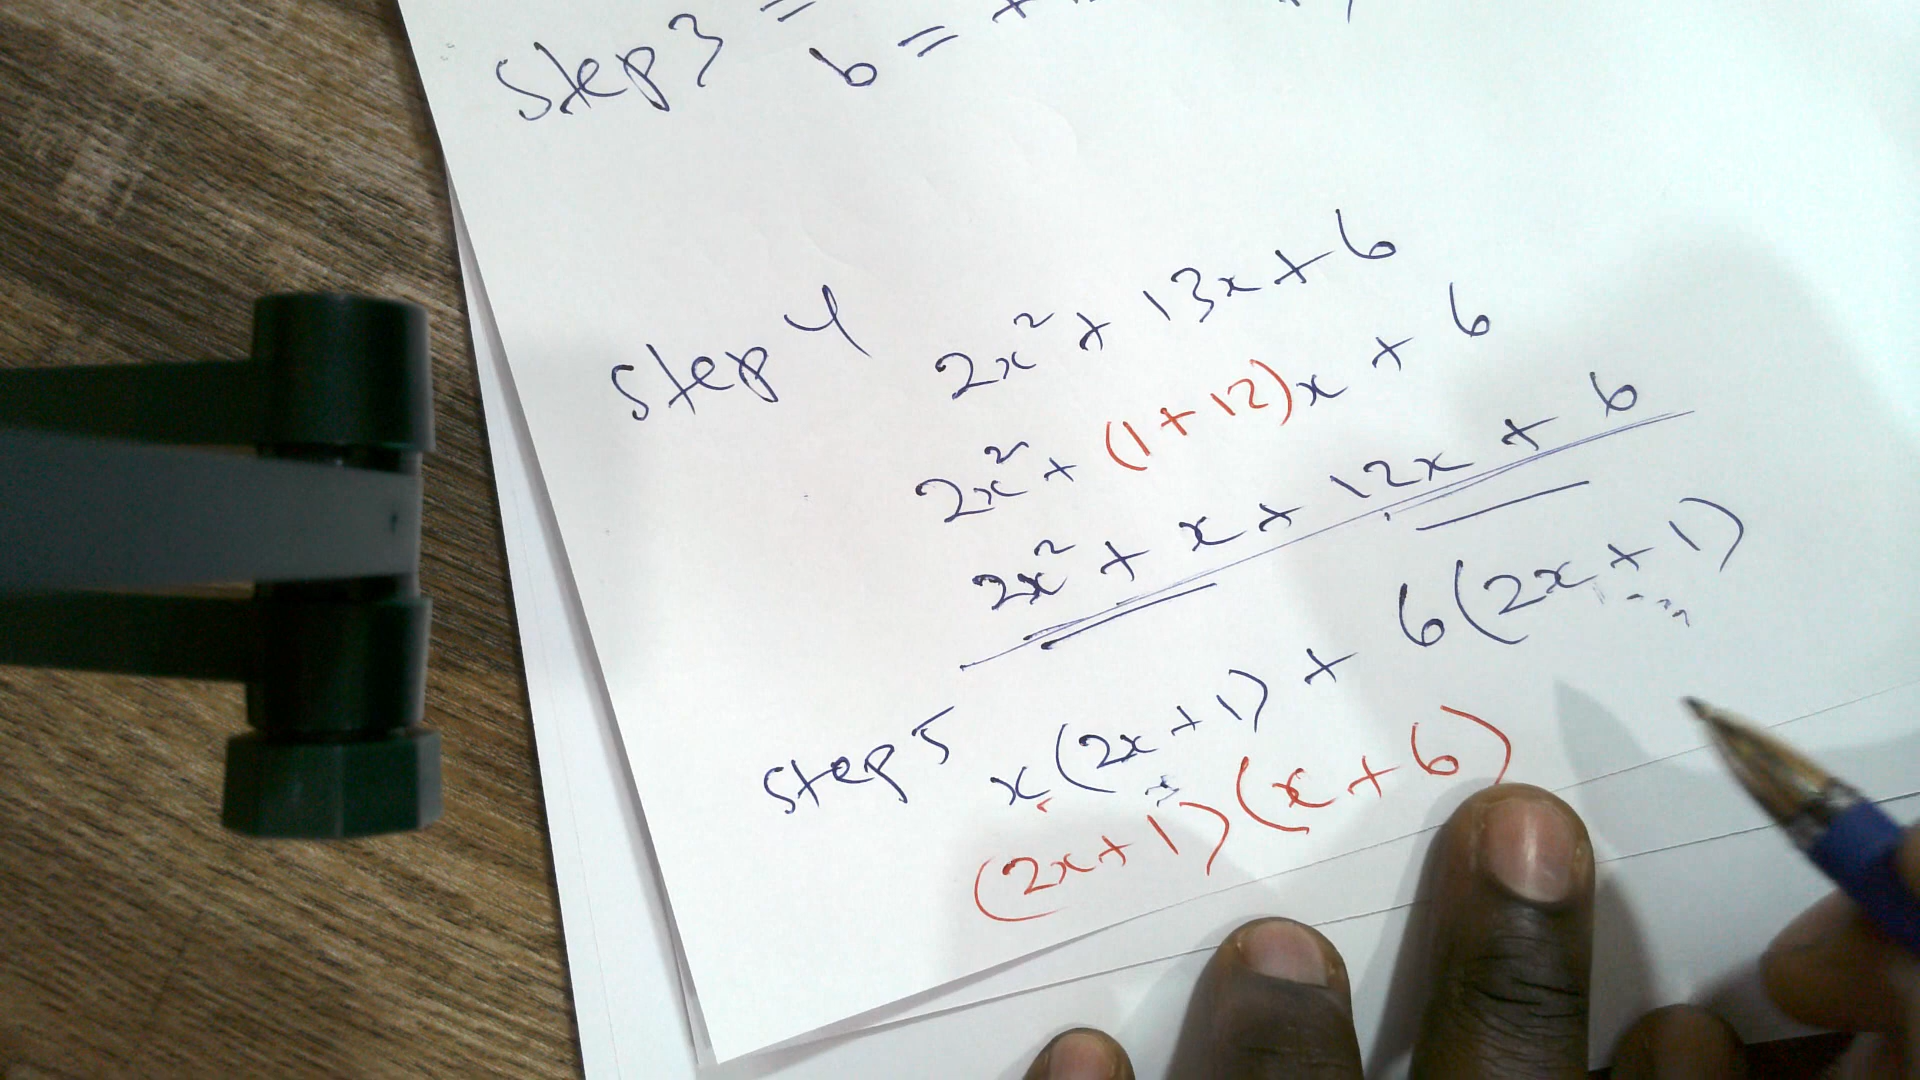 step3 =
b = +
step 4 2x² + 13x + 6
2x² + (1 + 12)x + 6
2x² + x + 12x + 6
step 5 x(2x + 1) + 6(2x + 1)
(2x + 1)(x + 6)